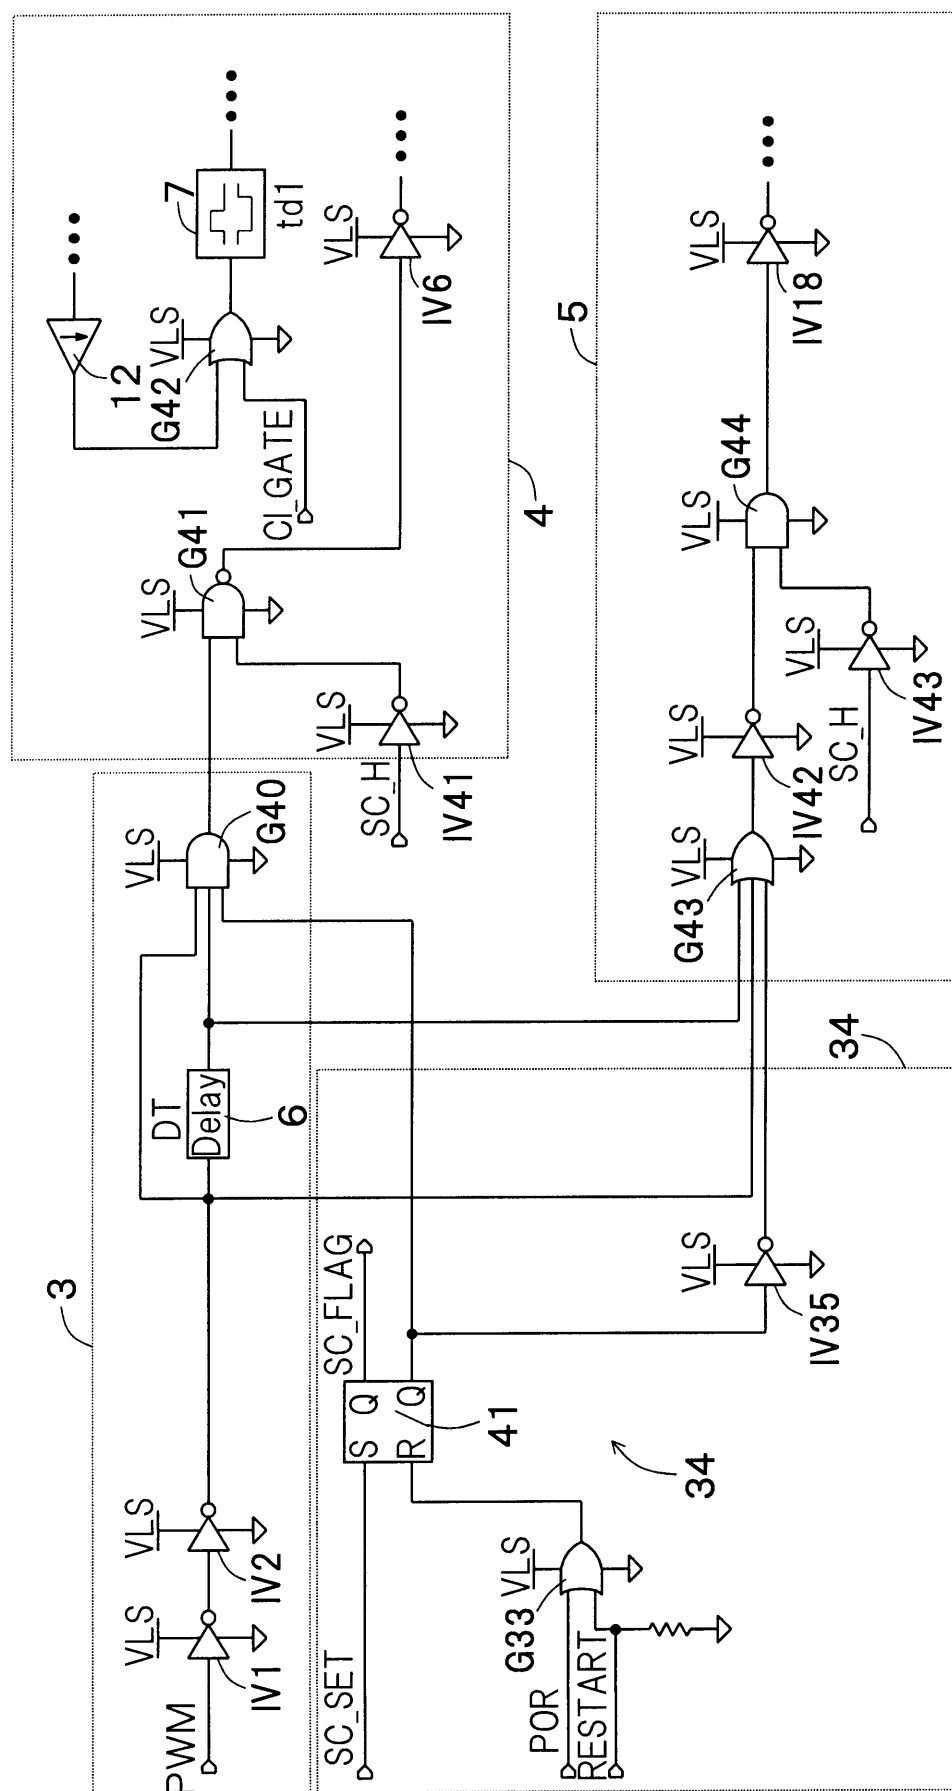 3
PWM
VLS
IV1
VLS
IV2
DT
Delay
6
VLS
G40
4
VLS
G41
SC_H
VLS
IV41
CI_GATE
12
VLS
G42
7
td1
VLS
IV6
SC_SET
S Q
R Q
41
SC_FLAG
POR
RESTART
VLS
G33
34
VLS
IV35
34
5
VLS
G43
VLS
IV42
SC_H
VLS
IV43
VLS
G44
VLS
IV18